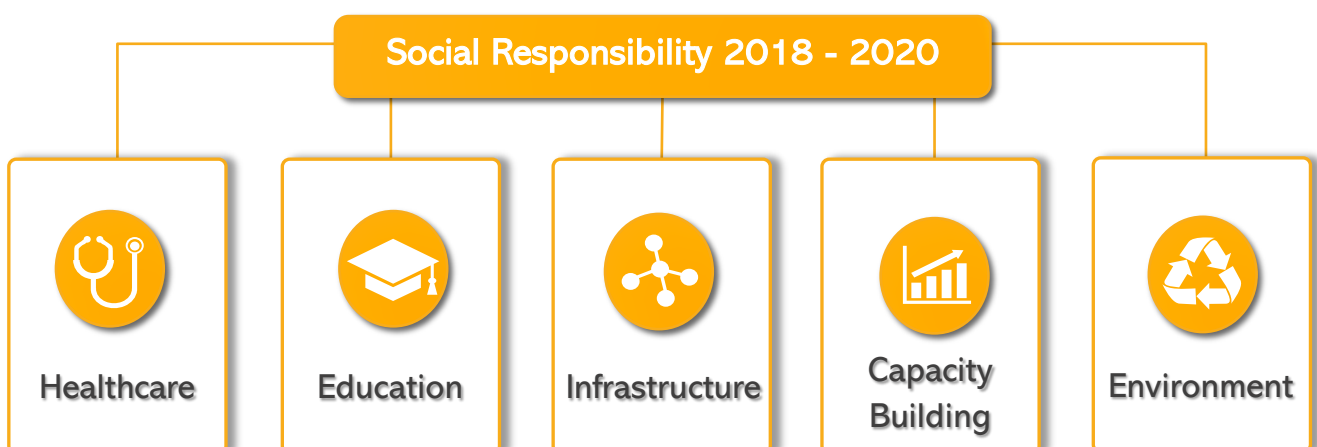 Social Responsibility 2018 - 2020
Healthcare
Education
Infrastructure
Capacity
Building
Environment